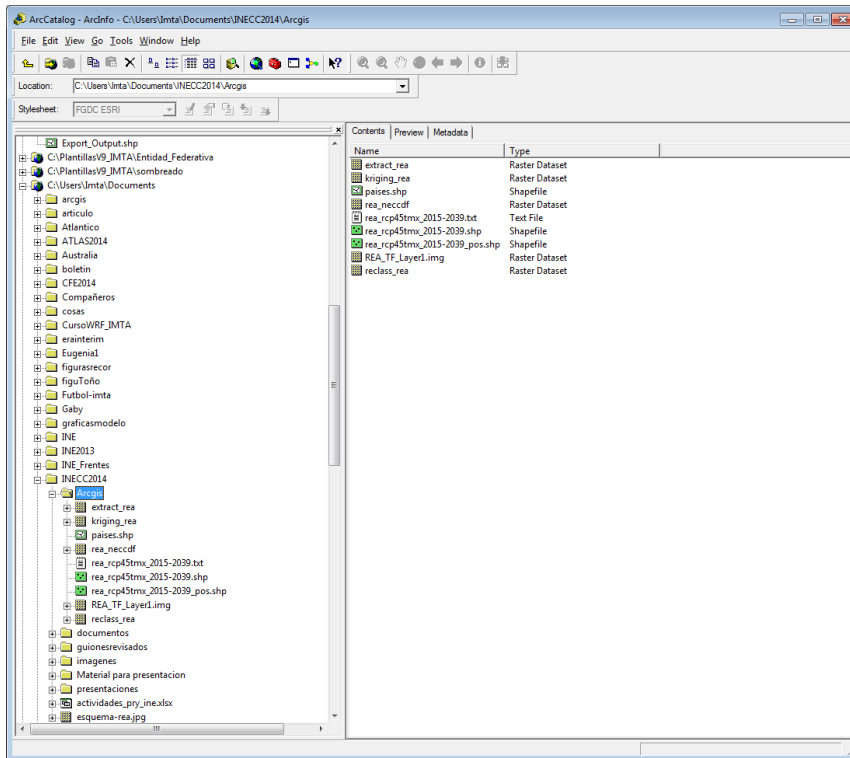 ArcCatalog - ArcInfo - C:\Users\Imta\Documents\INECC2014\Arcgis
File Edit View Go Tools Window Help
Location: C:\Users\Imta\Documents\INECC2014\Arcgis
Stylesheet: FGDC ESRI
Export_Output.shp
C:\PlantillasV9_IMTA\Entidad_Federativa
C:\PlantillasV9_IMTA\sombreado
C:\Users\Imta\Documents
arcgis
articulo
Atlantico
ATLAS2014
Australia
boletin
CFE2014
Compañeros
cosas
CursoWRF_IMTA
erainterim
Eugenia1
figurasrecor
figuToño
Futbol-imta
Gaby
graficasmodelo
INE
INE2013
INE_Frentes
INECC2014
Arcgis
extract_rea
kriging_rea
paises.shp
rea_neccdf
rea_rcp45tmx_2015-2039.txt
rea_rcp45tmx_2015-2039.shp
rea_rcp45tmx_2015-2039_pos.shp
REA_TF_Layer1.img
reclass_rea
documentos
guionesrevisados
imagenes
Material para presentacion
presentaciones
actividades_pry_ine.xlsx
esquema-rea.jpg
Contents Preview Metadata
Name Type
extract_rea Raster Dataset
kriging_rea Raster Dataset
paises.shp Shapefile
rea_neccdf Raster Dataset
rea_rcp45tmx_2015-2039.txt Text File
rea_rcp45tmx_2015-2039.shp Shapefile
rea_rcp45tmx_2015-2039_pos.shp Shapefile
REA_TF_Layer1.img Raster Dataset
reclass_rea Raster Dataset